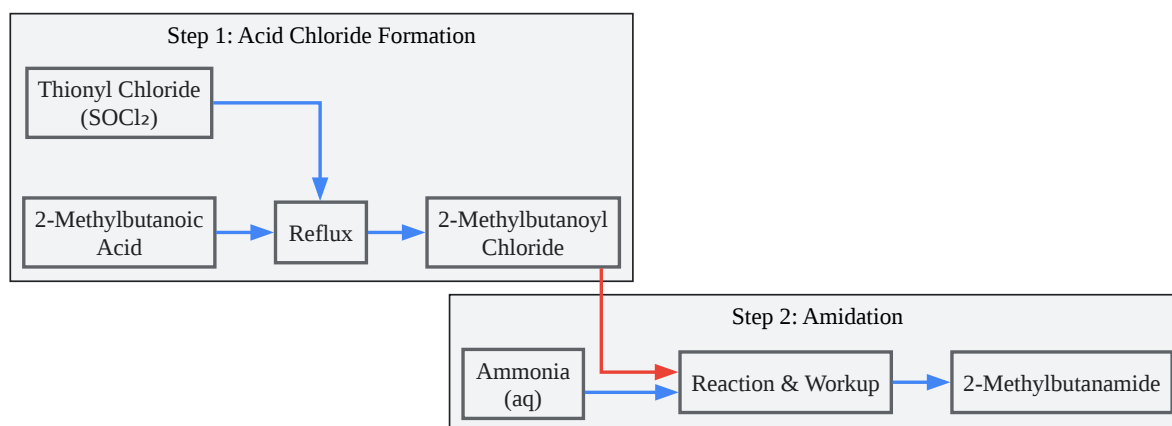 Step 1: Acid Chloride Formation
Thionyl Chloride
(SOCl₂)
2-Methylbutanoic
Acid
Reflux
2-Methylbutanoyl
Chloride
Step 2: Amidation
Ammonia
(aq)
Reaction & Workup
2-Methylbutanamide